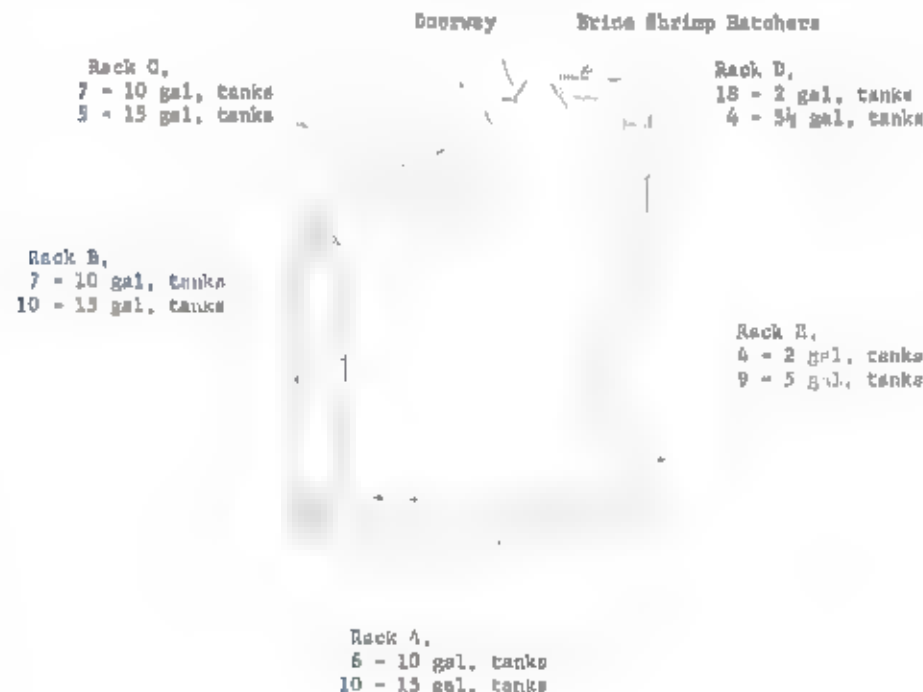 Doorway Brine Shrimp Hatchers
Rack C,
7 - 10 gal, tanks
5 - 15 gal, tanks
Rack D,
18 - 2 gal, tanks
4 - 5½ gal, tanks
Rack B,
7 - 10 gal, tanks
10 - 15 gal, tanks
Rack E,
4 - 2 gal, tanks
9 - 5 gal, tanks
Rack A,
6 - 10 gal, tanks
10 - 15 gal, tanks